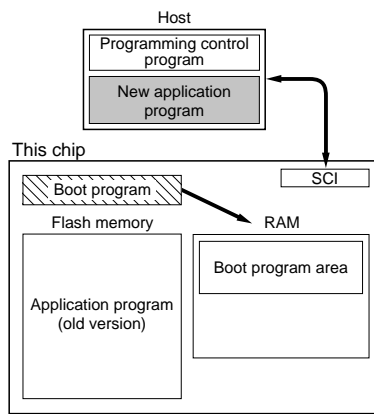 Host
Programming control
program
New application
program
This chip
Boot program
SCI
Flash memory
RAM
Boot program area
Application program
(old version)